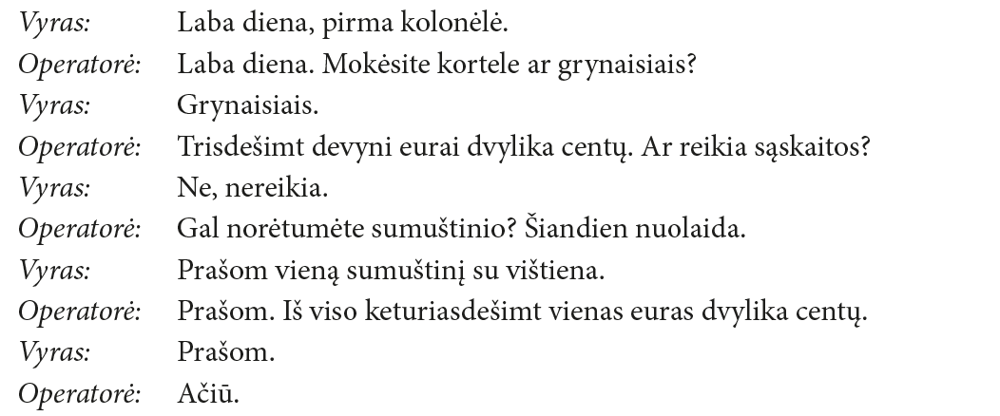 Vyras: Laba diena, pirma kolonėlė.
Operatorė: Laba diena. Mokėsite kortele ar grynaisiais?
Vyras: Grynaisiais.
Operatorė: Trisdešimt devyni eurai dvylika centų. Ar reikia sąskaitos?
Vyras: Ne, nereikia.
Operatorė: Gal norėtumėte sumuštinio? Šiandien nuolaida.
Vyras: Prašom vieną sumuštinį su vištiena.
Operatorė: Prašom. Iš viso keturiasdešimt vienas euras dvylika centų.
Vyras: Prašom.
Operatorė: Ačiū.